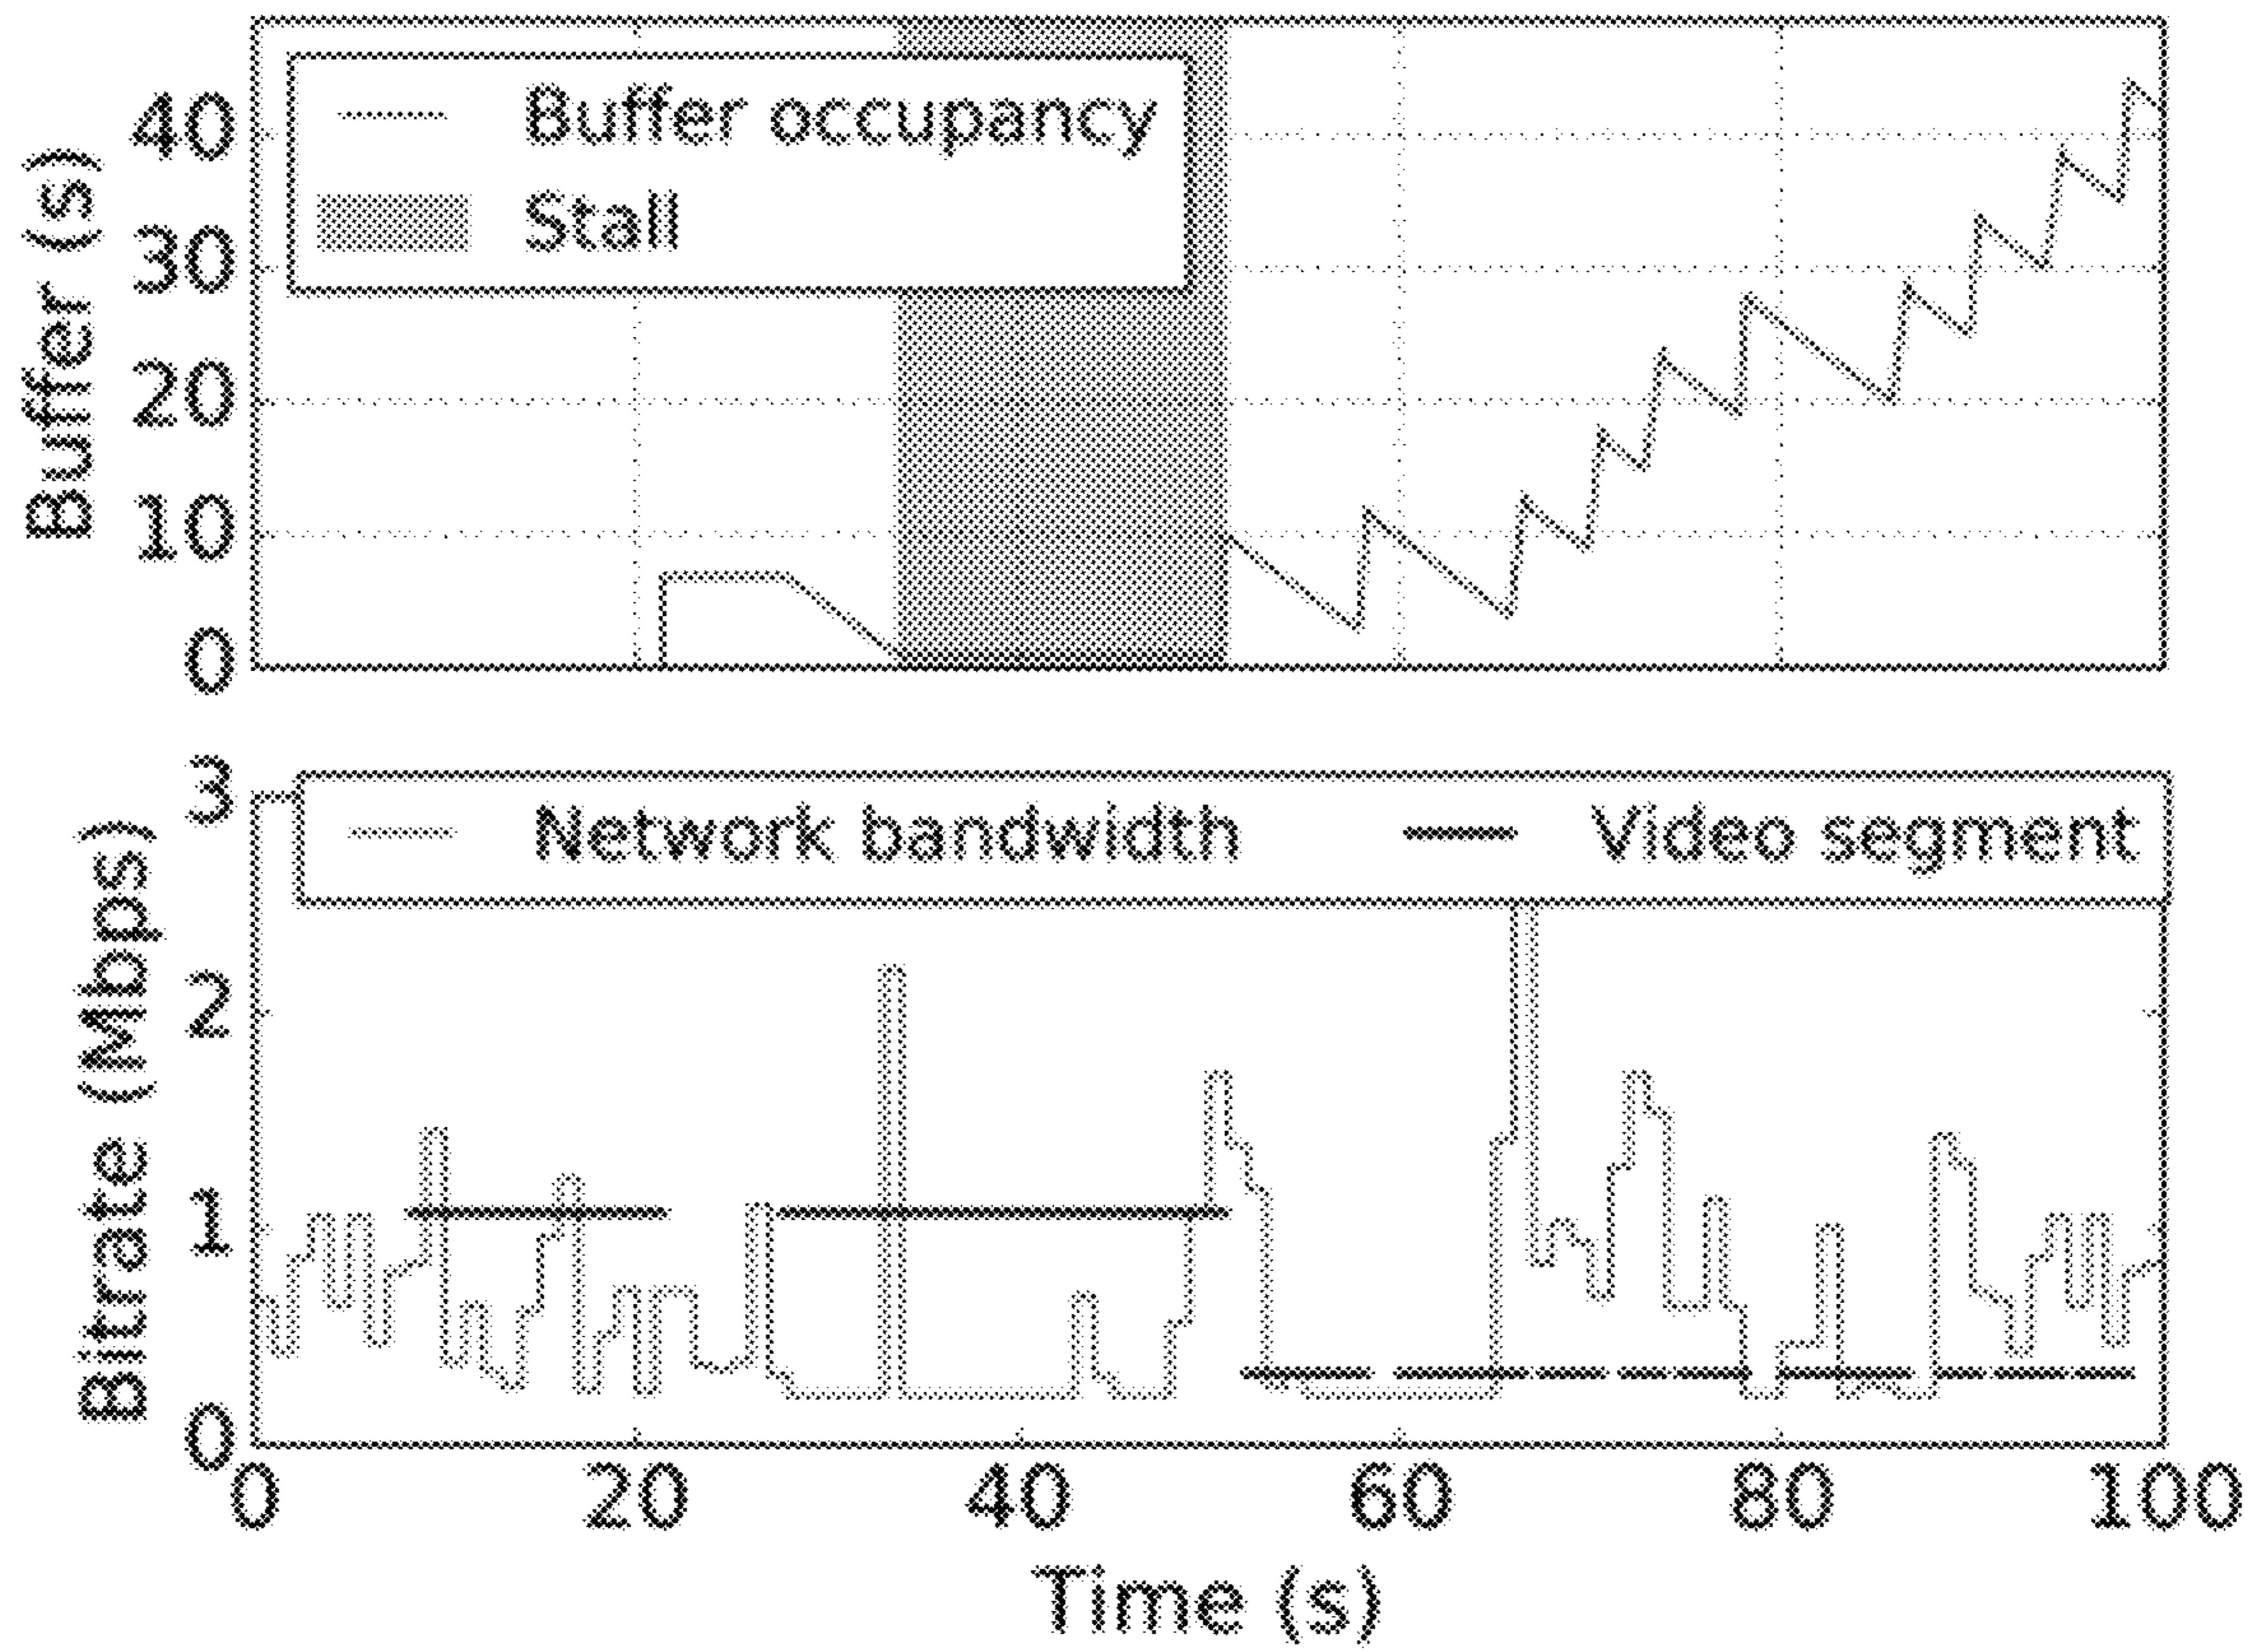 Buffer (s)
40
30
20
10
0
Buffer occupancy
Stall
Bitrate (Mbps)
3
2
1
0
Network bandwidth Video segment
0 20 40 60 80 100
Time (s)